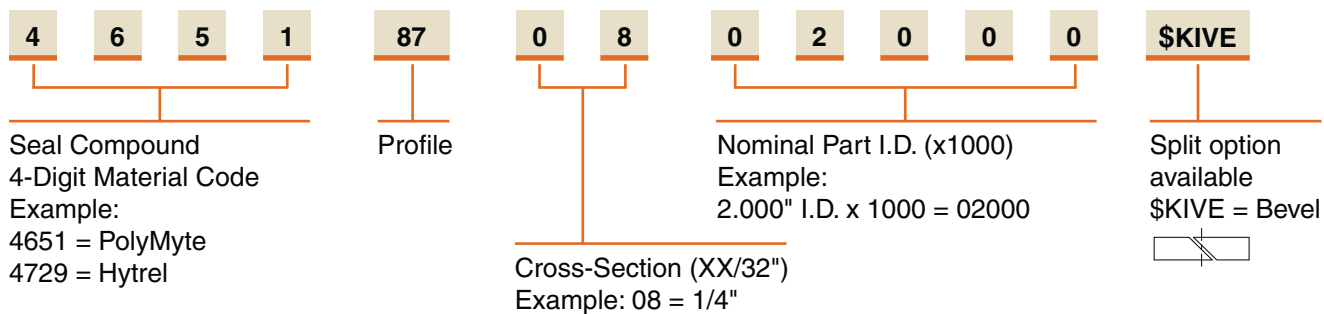 4 6 5 1 87 0 8 0 2 0 0 0 $KIVE
Seal Compound
4-Digit Material Code
Example:
4651 = PolyMyte
4729 = Hytrel
Profile
Cross-Section (XX/32")
Example: 08 = 1/4"
Nominal Part I.D. (x1000)
Example:
2.000" I.D. x 1000 = 02000
Split option
available
$KIVE = Bevel